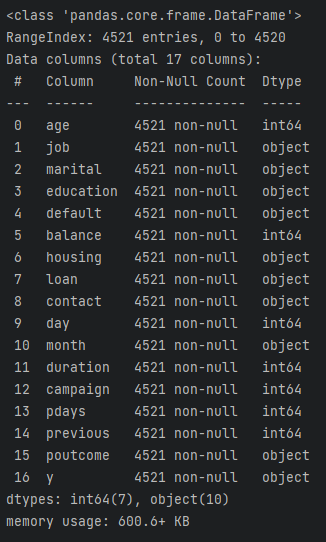 <class 'pandas.core.frame.DataFrame'>
RangeIndex: 4521 entries, 0 to 4520
Data columns (total 17 columns):
 #   Column     Non-Null Count  Dtype
---  ------     --------------  -----
 0   age        4521 non-null   int64
 1   job        4521 non-null   object
 2   marital    4521 non-null   object
 3   education  4521 non-null   object
 4   default    4521 non-null   object
 5   balance    4521 non-null   int64
 6   housing    4521 non-null   object
 7   loan       4521 non-null   object
 8   contact    4521 non-null   object
 9   day        4521 non-null   int64
 10  month      4521 non-null   object
 11  duration   4521 non-null   int64
 12  campaign   4521 non-null   int64
 13  pdays      4521 non-null   int64
 14  previous   4521 non-null   int64
 15  poutcome   4521 non-null   object
 16  y          4521 non-null   object
dtypes: int64(7), object(10)
memory usage: 600.6+ KB